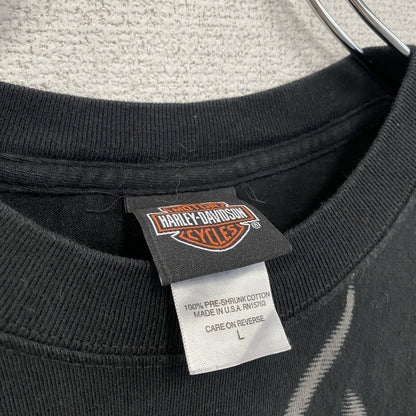 MOTOR
HARLEY-DAVIDSON
CYCLES
®
100% PRE-SHRUNK COTTON
MADE IN U.S.A. RN15763
CARE ON REVERSE
L